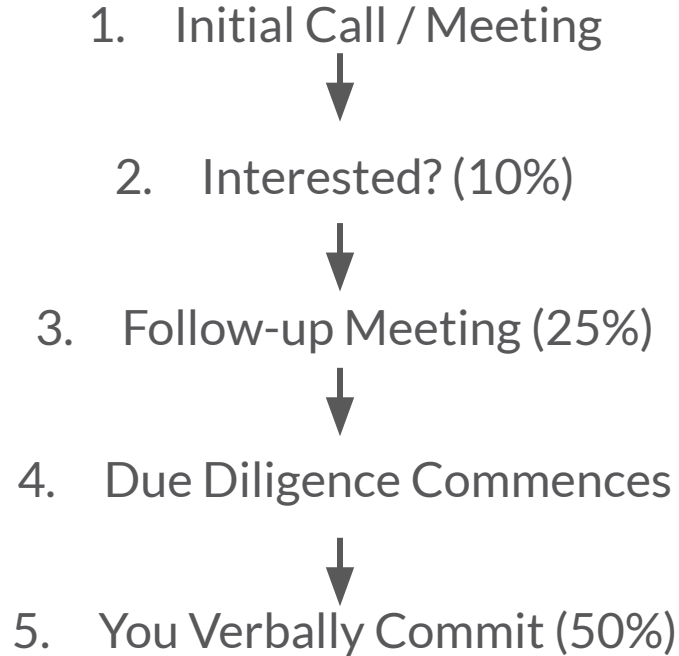 1. Initial Call / Meeting
2. Interested? (10%)
3. Follow-up Meeting (25%)
4. Due Diligence Commences
5. You Verbally Commit (50%)